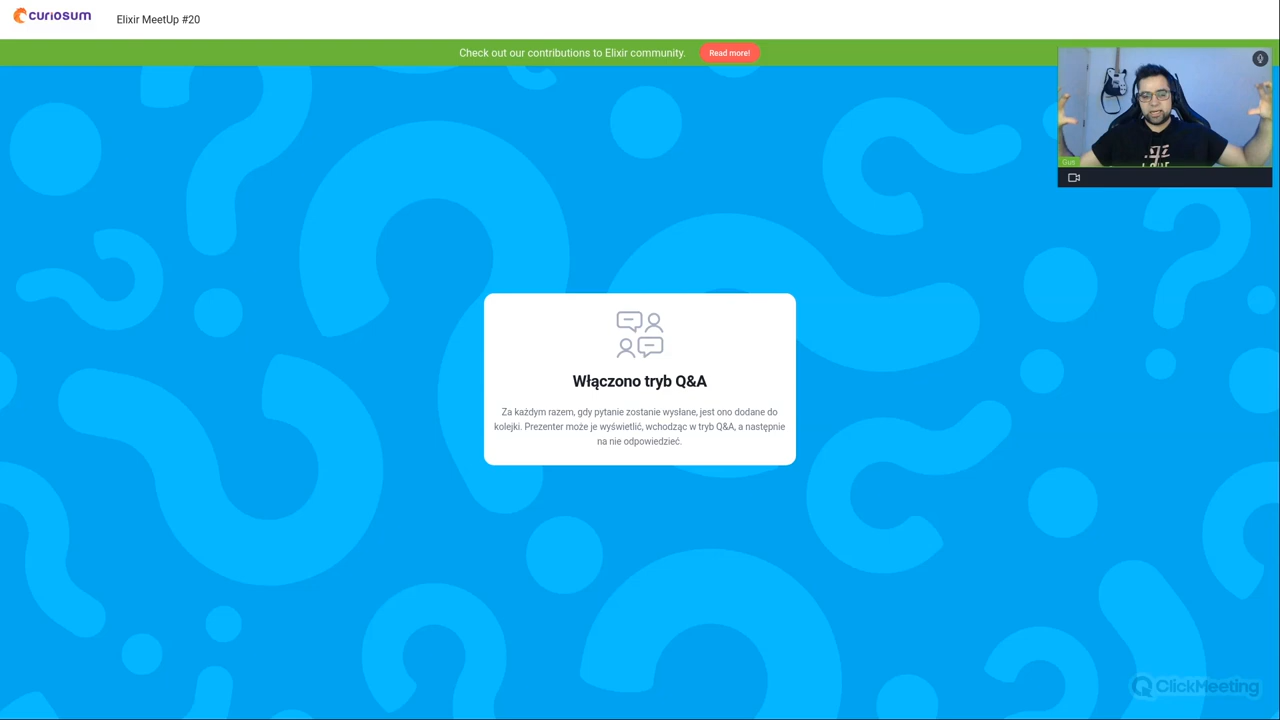 curiosum
Elixir MeetUp #20
Check out our contributions to Elixir community.
Read more!
Gus
Włączono tryb Q&A
Za każdym razem, gdy pytanie zostanie wysłane, jest ono dodane do
kolejki. Prezenter może je wyświetlić, wchodząc w tryb Q&A, a następnie
na nie odpowiedzieć.
ClickMeeting